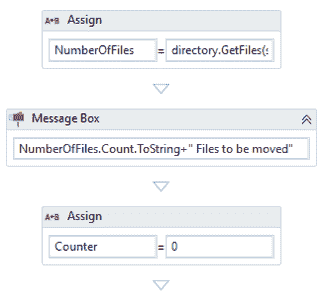 A+B Assign
NumberOfFiles = directory.GetFiles(s
Message Box
NumberOfFiles.Count.ToString+" Files to be moved"
A+B Assign
Counter = 0